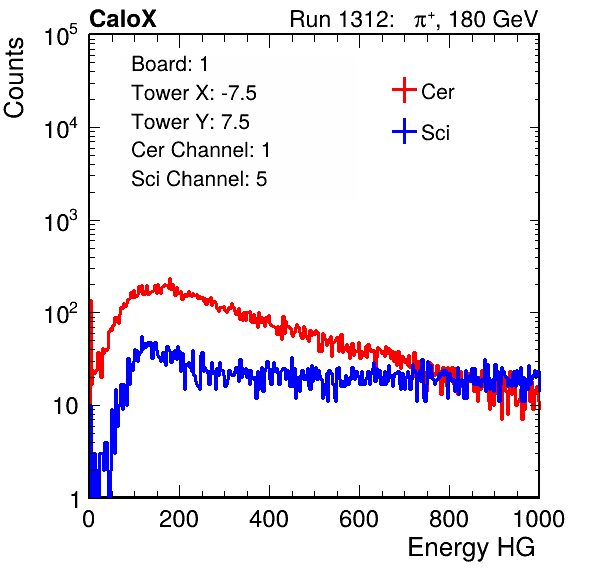 CaloX Run 1312: π⁺, 180 GeV
Counts
10⁵
10⁴
10³
10²
10
1
Board: 1
Tower X: -7.5
Tower Y: 7.5
Cer Channel: 1
Sci Channel: 5
Cer
Sci
0 200 400 600 800 1000
Energy HG